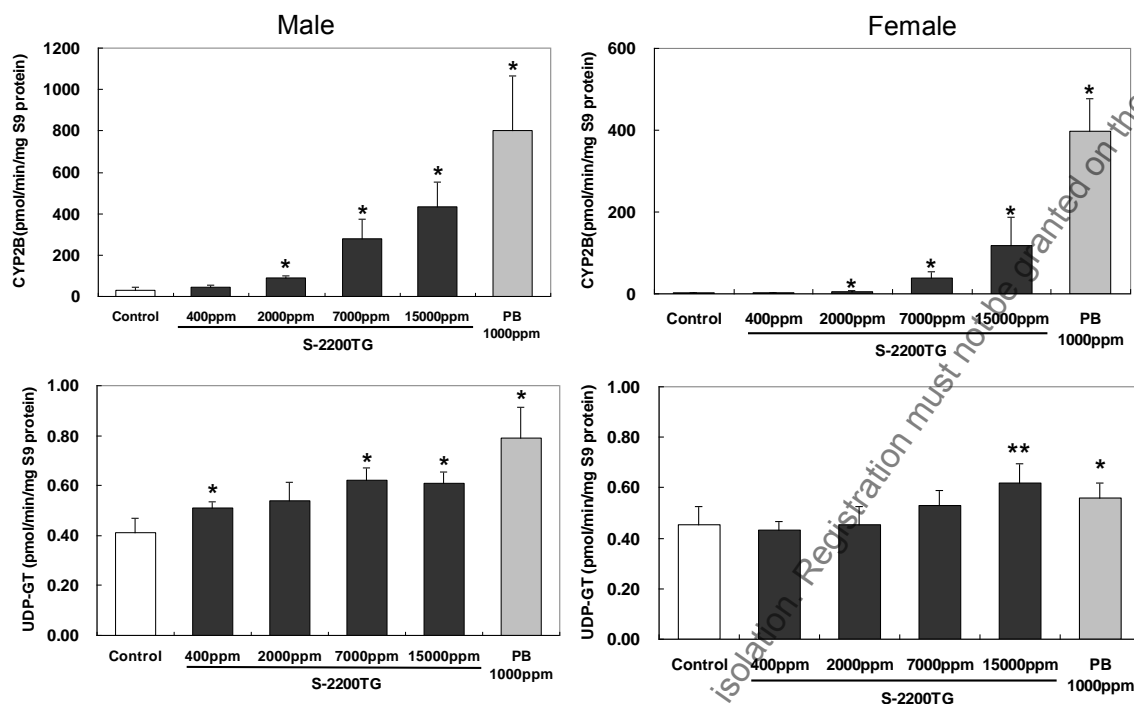 Male
CYP2B(pmol/min/mg S9 protein)
1200
1000
800
600
400
200
0
*
*
*
*
Control
400ppm
2000ppm
7000ppm
15000ppm
PB
1000ppm
S-2200TG
Female
CYP2B(pmol/min/mg S9 protein)
600
400
200
0
*
*
*
*
Control
400ppm
2000ppm
7000ppm
15000ppm
PB
1000ppm
S-2200TG
UDP-GT (pmol/min/mg S9 protein)
1.00
0.80
0.60
0.40
0.20
0.00
*
*
*
*
Control
400ppm
2000ppm
7000ppm
15000ppm
PB
1000ppm
S-2200TG
UDP-GT (pmol/min/mg S9 protein)
1.00
0.80
0.60
0.40
0.20
0.00
**
*
Control
400ppm
2000ppm
7000ppm
15000ppm
PB
1000ppm
S-2200TG
isolation. Registration must not be granted on the